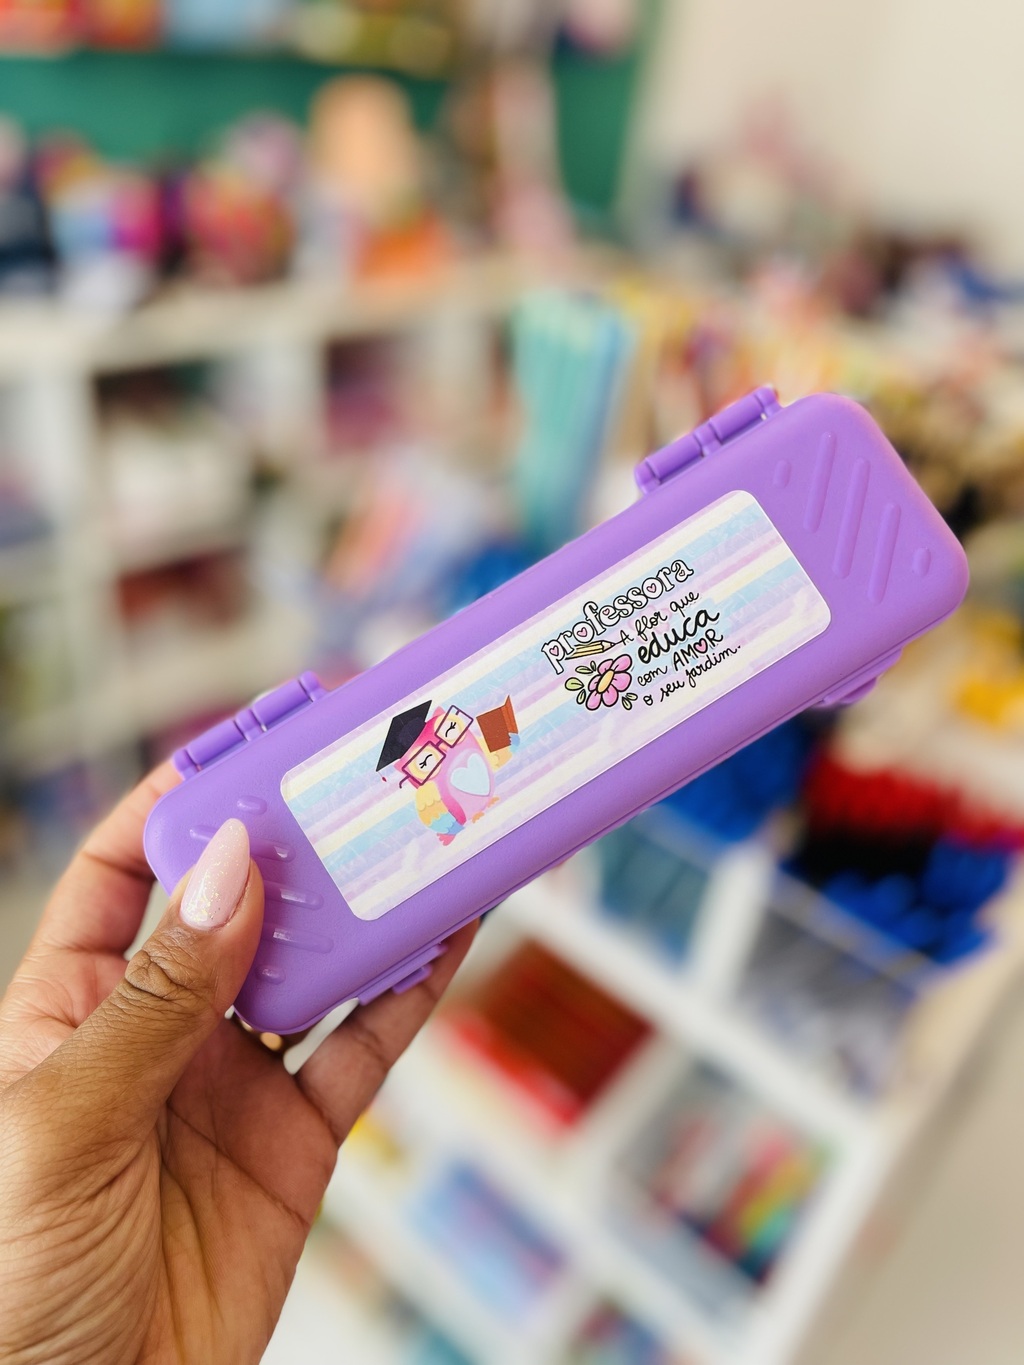 professora
A flor que
educa
com AMOR
o seu jardim.